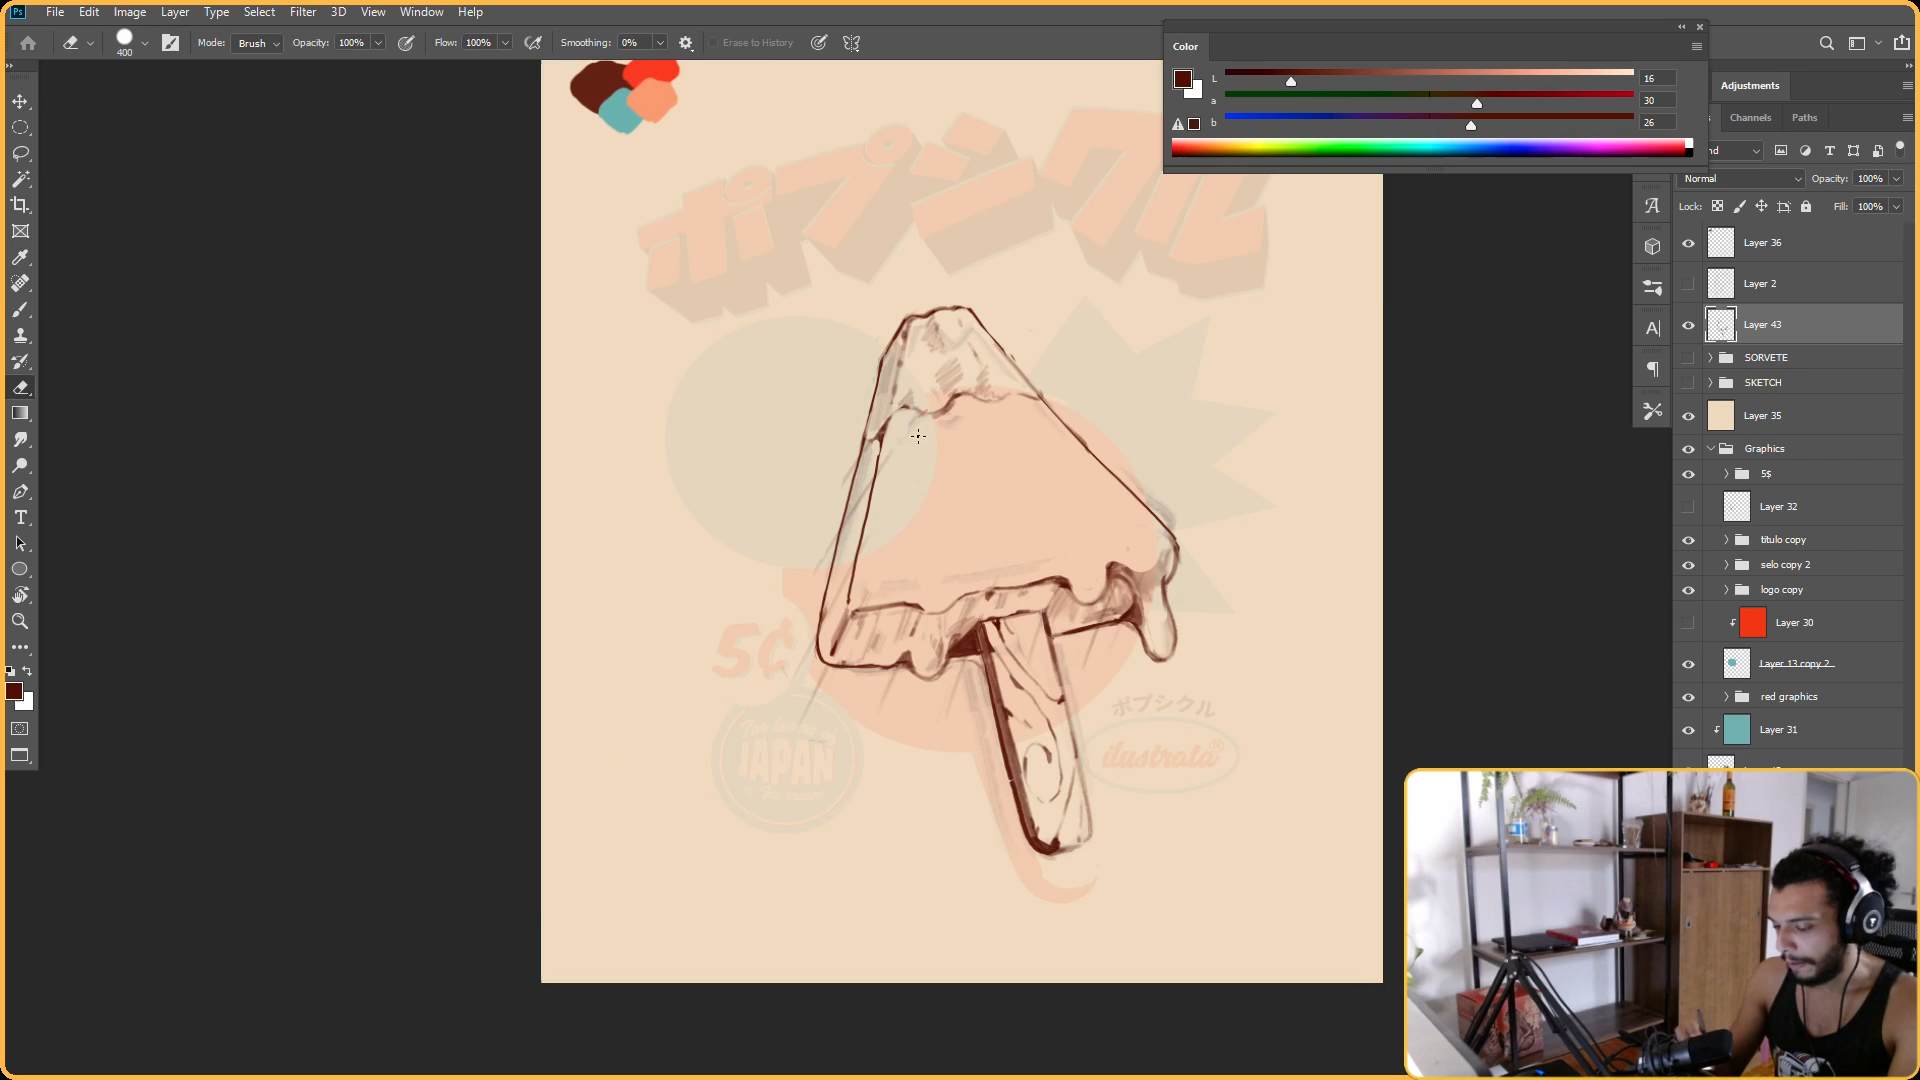 Ps File Edit Image Layer Type Select Filter 3D View Window Help
400 Mode: Brush Opacity: 100% Flow: 100% Smoothing: 0% Erase to History
Color
L 16
a 30
b 26
Adjustments
Channels Paths
nd
Normal Opacity: 100%
Lock: Fill: 100%
Layer 36
Layer 2
Layer 43
SORVETE
SKETCH
Layer 35
Graphics
5$
Layer 32
titulo copy
selo copy 2
logo copy
Layer 30
Layer 13 copy 2
red graphics
Layer 31
ポプシクル
5¢
JAPAN
ポプシクル
ilustrata®